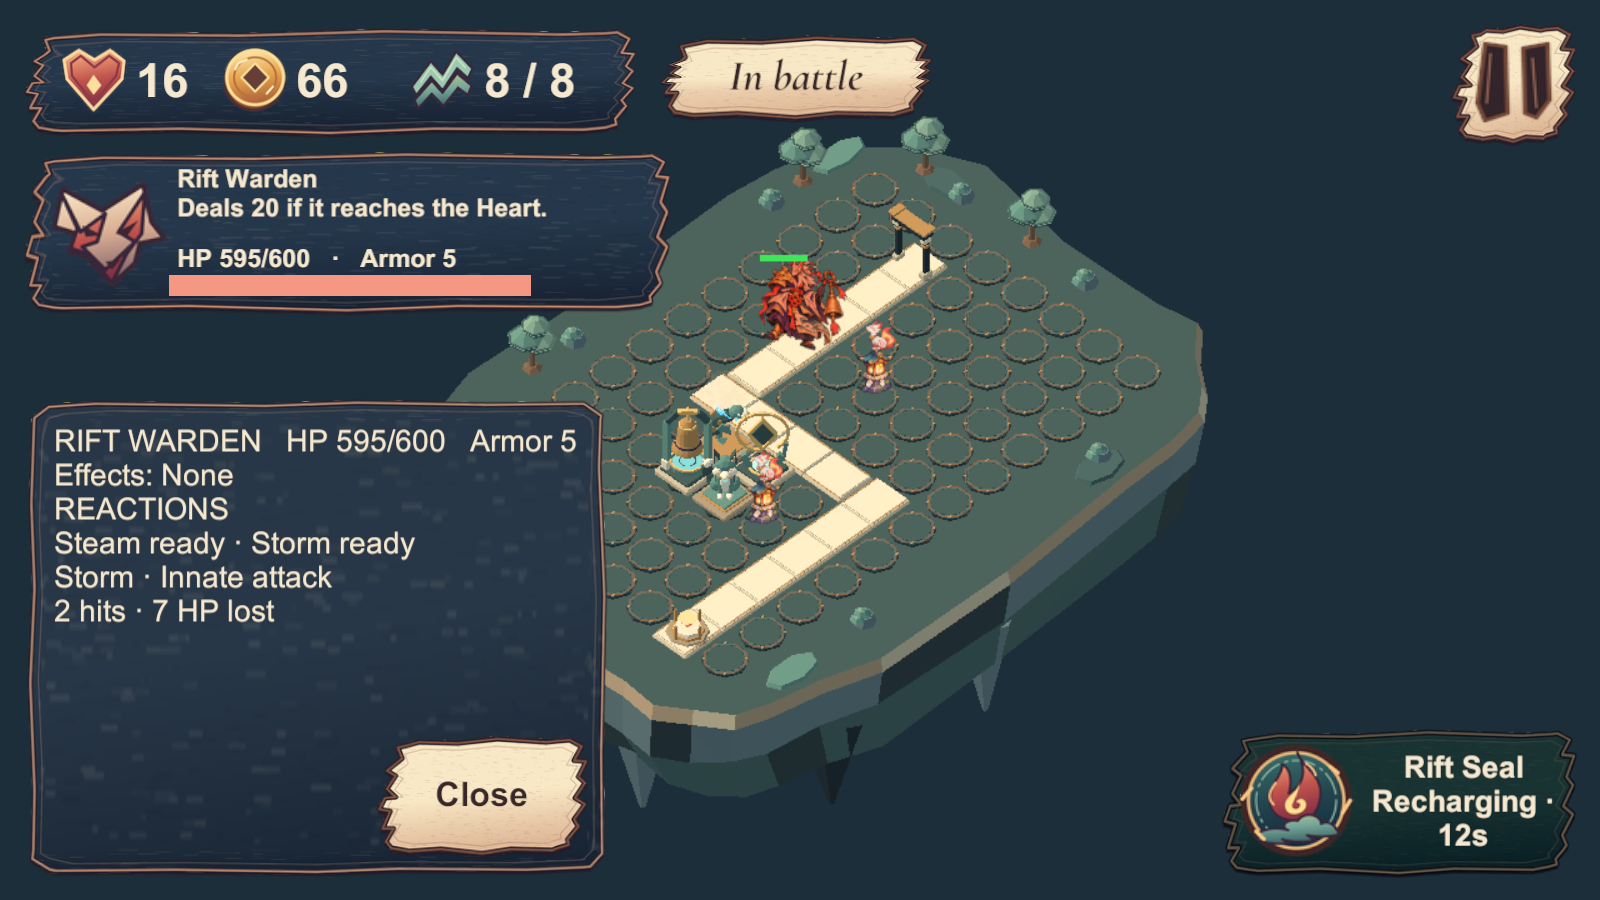 16 66 8 / 8
In battle
Rift Warden
Deals 20 if it reaches the Heart.
HP 595/600 · Armor 5
RIFT WARDEN HP 595/600 Armor 5
Effects: None
REACTIONS
Steam ready · Storm ready
Storm · Innate attack
2 hits · 7 HP lost
Close
Rift Seal
Recharging ·
12s